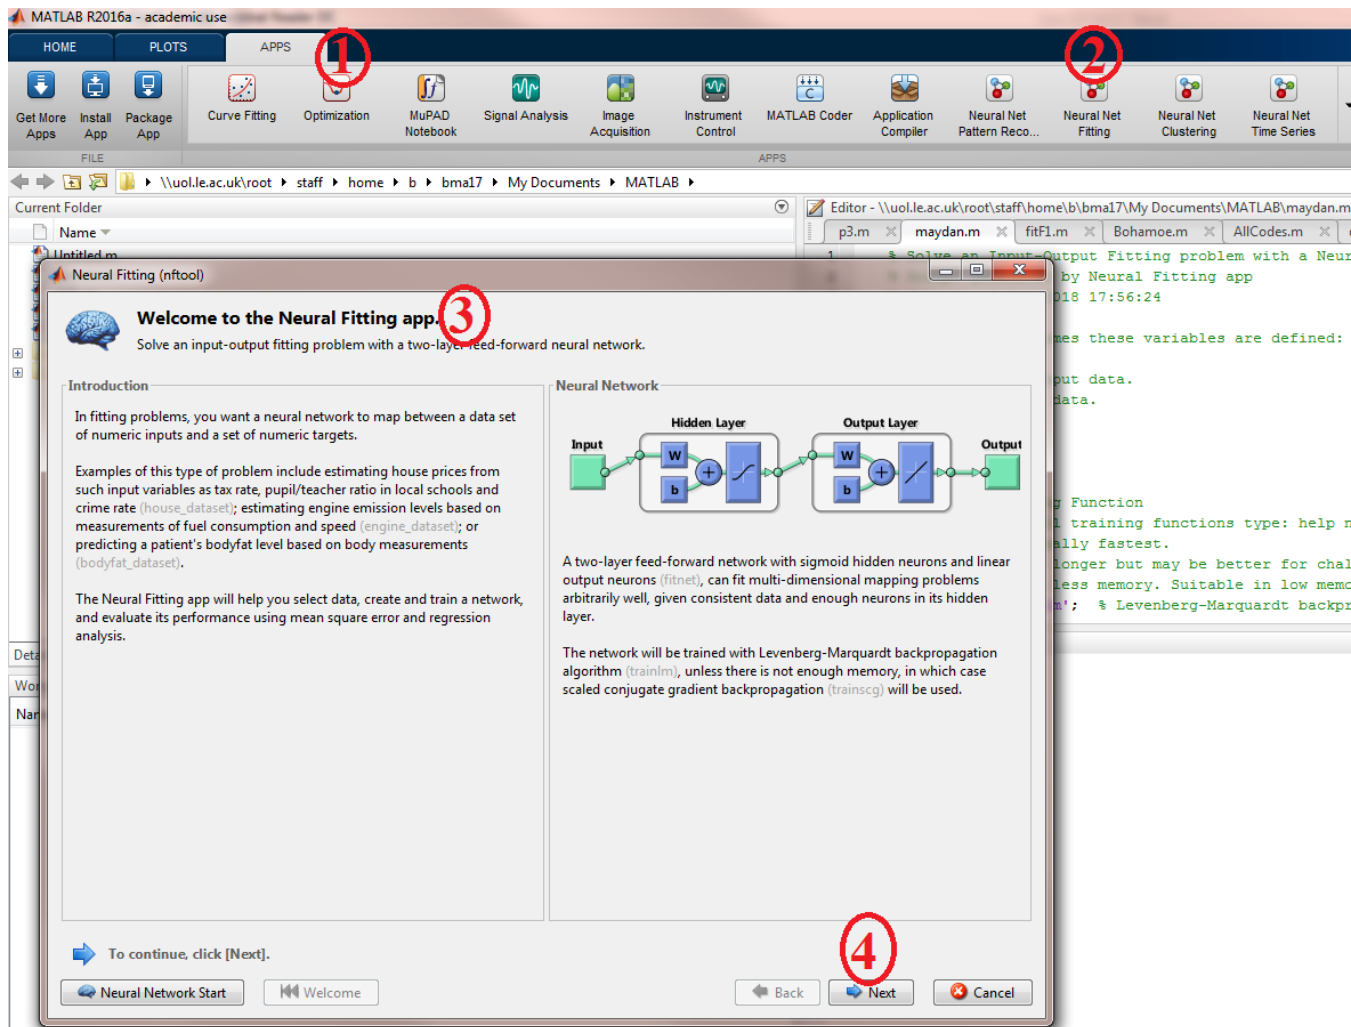 MATLAB R2016a - academic use
HOME PLOTS APPS
1 2
Get More Apps
Install App
Package App
Curve Fitting
Optimization
MuPAD Notebook
Signal Analysis
Image Acquisition
Instrument Control
MATLAB Coder
Application Compiler
Neural Net Pattern Reco...
Neural Net Fitting
Neural Net Clustering
Neural Net Time Series
FILE APPS
\\uol.le.ac.uk\root staff home b bma17 My Documents MATLAB
Current Folder
Name
Untitled.m
Editor - \\uol.le.ac.uk\root\staff\home\b\bma17\My Documents\MATLAB\maydan.m
p3.m maydan.m fitF1.m Bohamoe.m AllCodes.m
1 % Solve an Input-Output Fitting problem with a Neur
by Neural Fitting app
018 17:56:24
mes these variables are defined:
put data.
data.
g Function
l training functions type: help n
ally fastest.
longer but may be better for chal
less memory. Suitable in low memo
m'; % Levenberg-Marquardt backpr
Deta
Wor
Nar
Neural Fitting (nftool)
Welcome to the Neural Fitting app.
3
Solve an input-output fitting problem with a two-layer feed-forward neural network.
Introduction
In fitting problems, you want a neural network to map between a data set
of numeric inputs and a set of numeric targets.
Examples of this type of problem include estimating house prices from
such input variables as tax rate, pupil/teacher ratio in local schools and
crime rate (house_dataset); estimating engine emission levels based on
measurements of fuel consumption and speed (engine_dataset); or
predicting a patient's bodyfat level based on body measurements
(bodyfat_dataset).
The Neural Fitting app will help you select data, create and train a network,
and evaluate its performance using mean square error and regression
analysis.
Neural Network
Hidden Layer Output Layer
Input Output
W W
b b
A two-layer feed-forward network with sigmoid hidden neurons and linear
output neurons (fitnet), can fit multi-dimensional mapping problems
arbitrarily well, given consistent data and enough neurons in its hidden
layer.
The network will be trained with Levenberg-Marquardt backpropagation
algorithm (trainlm), unless there is not enough memory, in which case
scaled conjugate gradient backpropagation (trainscg) will be used.
4
To continue, click [Next].
Neural Network Start Welcome Back Next Cancel